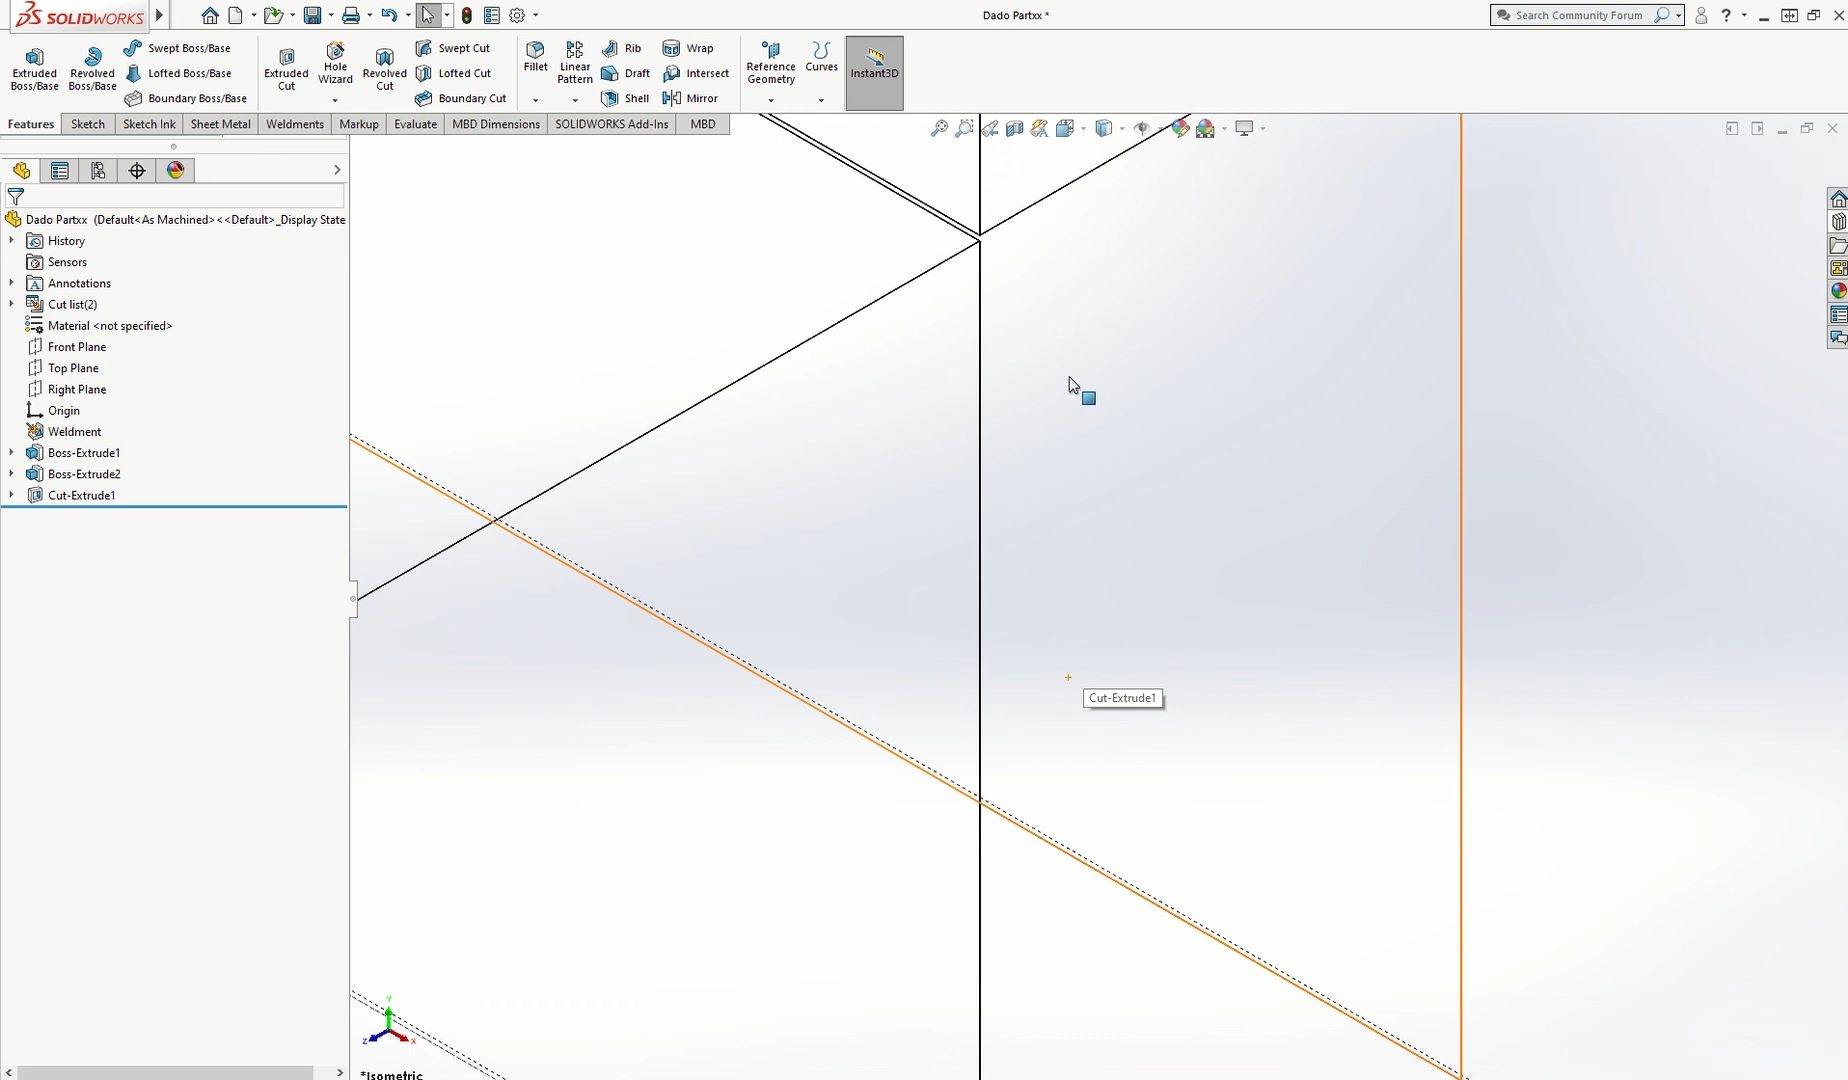 SOLIDWORKS
Dado Partxx *
Search Community Forum
?
Extruded Boss/Base
Revolved Boss/Base
Swept Boss/Base
Lofted Boss/Base
Boundary Boss/Base
Extruded Cut
Hole Wizard
Revolved Cut
Swept Cut
Lofted Cut
Boundary Cut
Fillet
Linear Pattern
Rib
Draft
Shell
Wrap
Intersect
Mirror
Reference Geometry
Curves
Instant3D
Features
Sketch
Sketch Ink
Sheet Metal
Weldments
Markup
Evaluate
MBD Dimensions
SOLIDWORKS Add-Ins
MBD
Dado Partxx (Default<As Machined><<Default>_Display State
History
Sensors
Annotations
Cut list(2)
Material <not specified>
Front Plane
Top Plane
Right Plane
Origin
Weldment
Boss-Extrude1
Boss-Extrude2
Cut-Extrude1
Cut-Extrude1
Y
Z
X
*Isometric